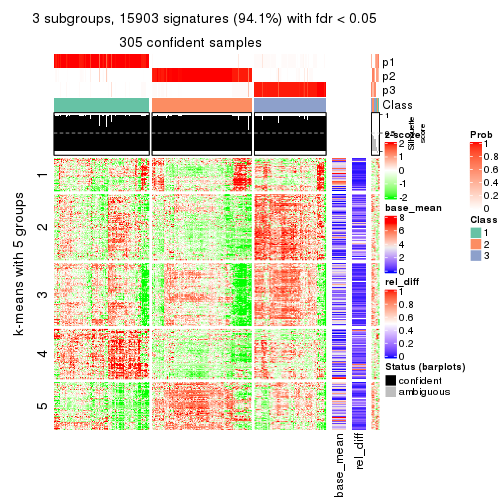 3 subgroups, 15903 signatures (94.1%) with fdr < 0.05
305 confident samples
p1
p2
p3
Class
1
0.5
Silhouette
score
z-score
2
1
0
-1
-2
Prob
1
0.8
0.6
0.4
0.2
0
base_mean
8
6
4
2
0
Class
1
2
3
rel_diff
1
0.8
0.6
0.4
0.2
0
Status (barplots)
confident
ambiguous
k-means with 5 groups
1
2
3
4
5
base_mean
rel_diff